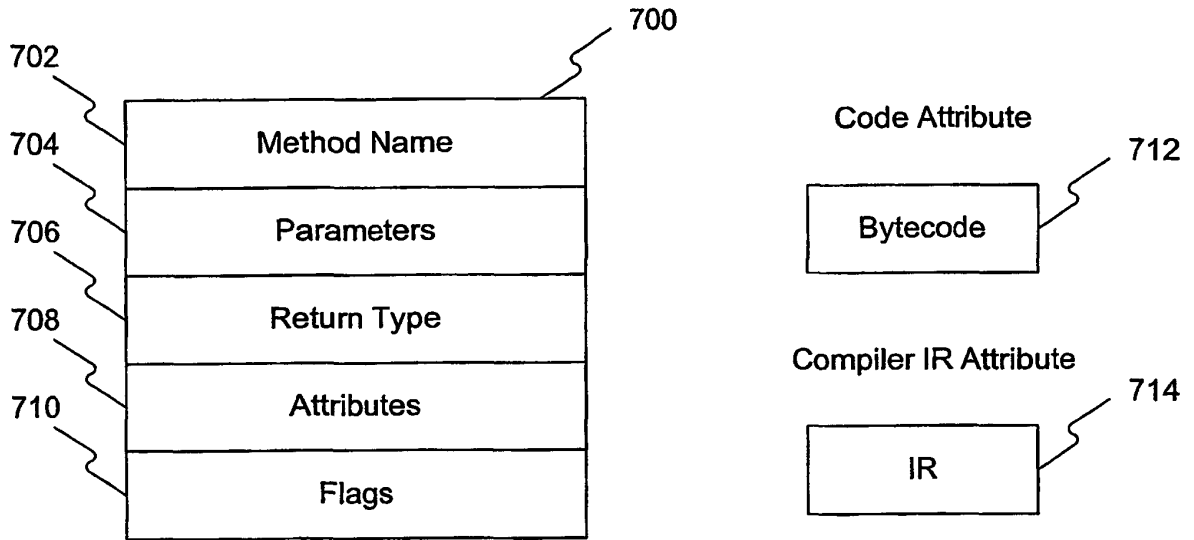 700
702
Method Name
704
Parameters
706
Return Type
708
Attributes
710
Flags
Code Attribute
712
Bytecode
Compiler IR Attribute
714
IR